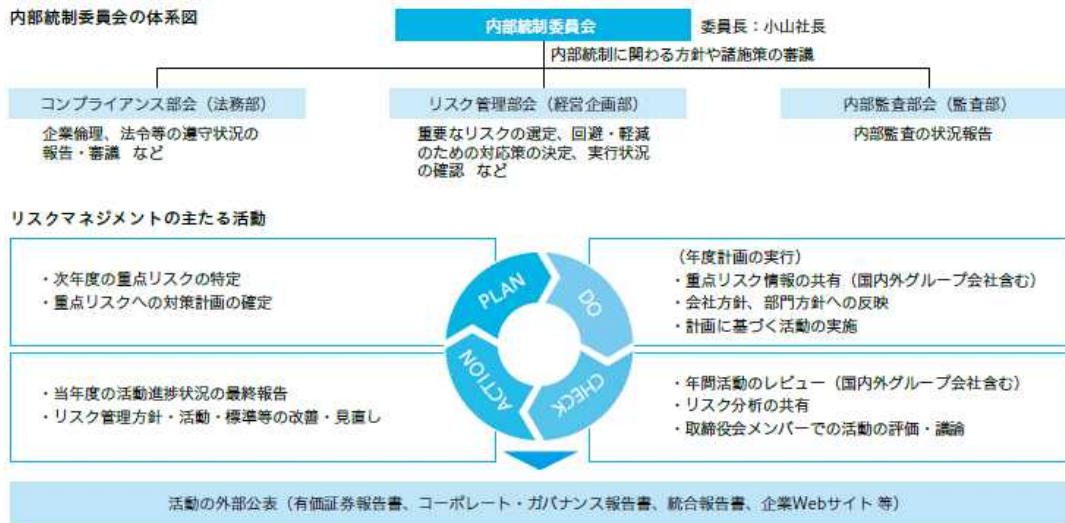 内部統制委員会の体系図
内部統制委員会
委員長：小山社長
内部統制に関わる方針や諸施策の審議
コンプライアンス部会（法務部）
企業倫理、法令等の遵守状況の
報告・審議 など
リスク管理部会（経営企画部）
重要なリスクの選定、回避・軽減
のための対応策の決定、実行状況
の確認 など
内部監査部会（監査部）
内部監査の状況報告
リスクマネジメントの主たる活動
・次年度の重点リスクの特定
・重点リスクへの対策計画の確定
PLAN
DO
（年度計画の実行）
・重点リスク情報の共有（国内外グループ会社含む）
・会社方針、部門方針への反映
・計画に基づく活動の実施
・当年度の活動進捗状況の最終報告
・リスク管理方針・活動・標準等の改善・見直し
ACTION
CHECK
・年間活動のレビュー（国内外グループ会社含む）
・リスク分析の共有
・取締役会メンバーでの活動の評価・議論
活動の外部公表（有価証券報告書、コーポレート・ガバナンス報告書、統合報告書、企業Webサイト 等）